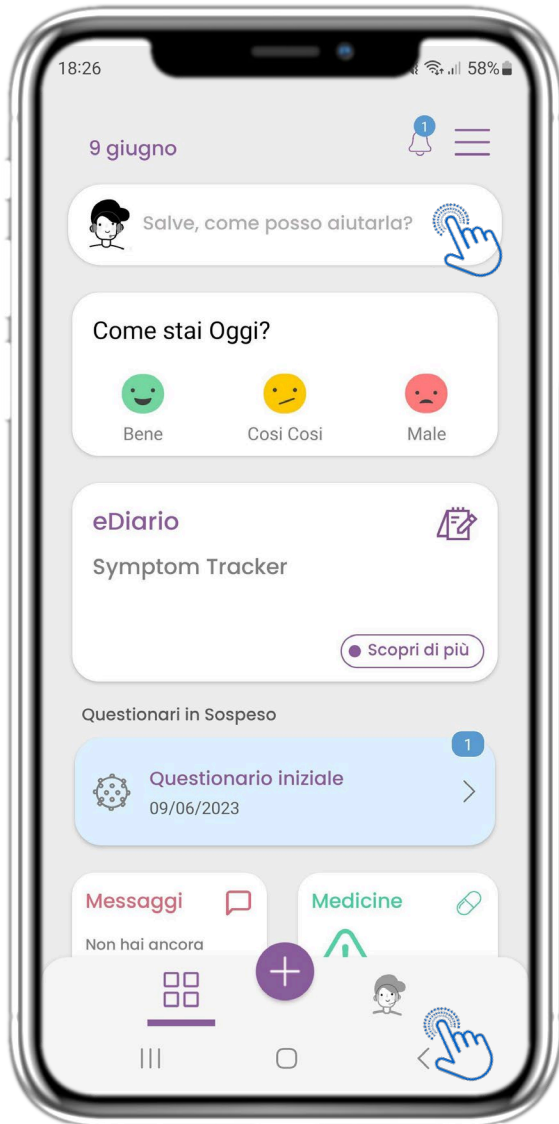 18:26
58%
9 giugno
1
Salve, come posso aiutarla?
Come stai Oggi?
Bene
Cosi Cosi
Male
eDiario
Symptom Tracker
Scopri di più
Questionari in Sospeso
1
Questionario iniziale
09/06/2023
Messaggi
Medicine
Non hai ancora